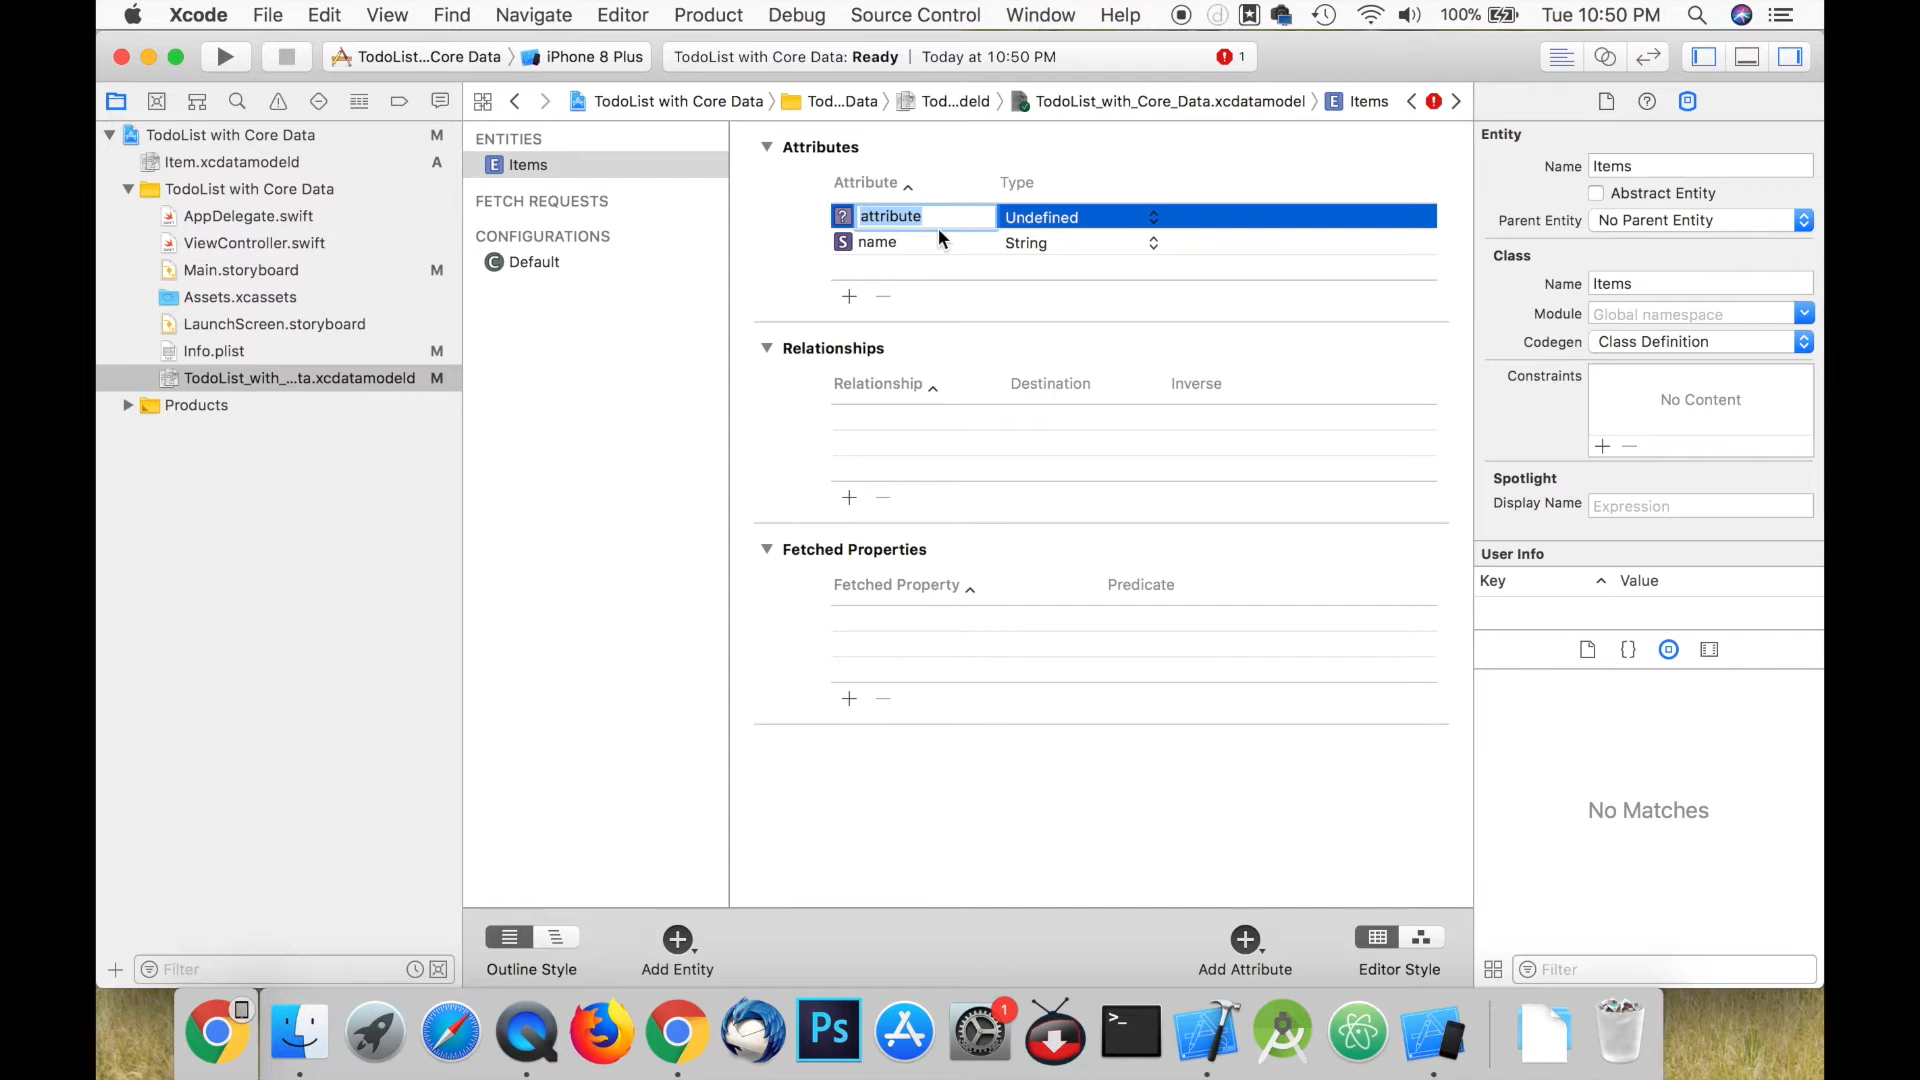 Xcode File Edit View Find Navigate Editor Product Debug Source Control Window Help 100% Tue 10:50 PM
TodoList...Core Data iPhone 8 Plus TodoList with Core Data: Ready | Today at 10:50 PM 1
TodoList with Core Data Tod...Data Tod...deld TodoList_with_Core_Data.xcdatamodel E Items
TodoList with Core Data M
Item.xcdatamodeld A
TodoList with Core Data
AppDelegate.swift
ViewController.swift
Main.storyboard M
Assets.xcassets
LaunchScreen.storyboard
Info.plist M
TodoList_with_...ta.xcdatamodeld M
Products
Filter
ENTITIES
E Items
FETCH REQUESTS
CONFIGURATIONS
C Default
Outline Style
Add Entity
Attributes
Attribute Type
? attribute Undefined
S name String
Relationships
Relationship Destination Inverse
Fetched Properties
Fetched Property Predicate
Add Attribute
Editor Style
Entity
Name Items
Abstract Entity
Parent Entity No Parent Entity
Class
Name Items
Module Global namespace
Codegen Class Definition
Constraints No Content
Spotlight
Display Name Expression
User Info
Key Value
{}
No Matches
Filter
Ps
1
>_